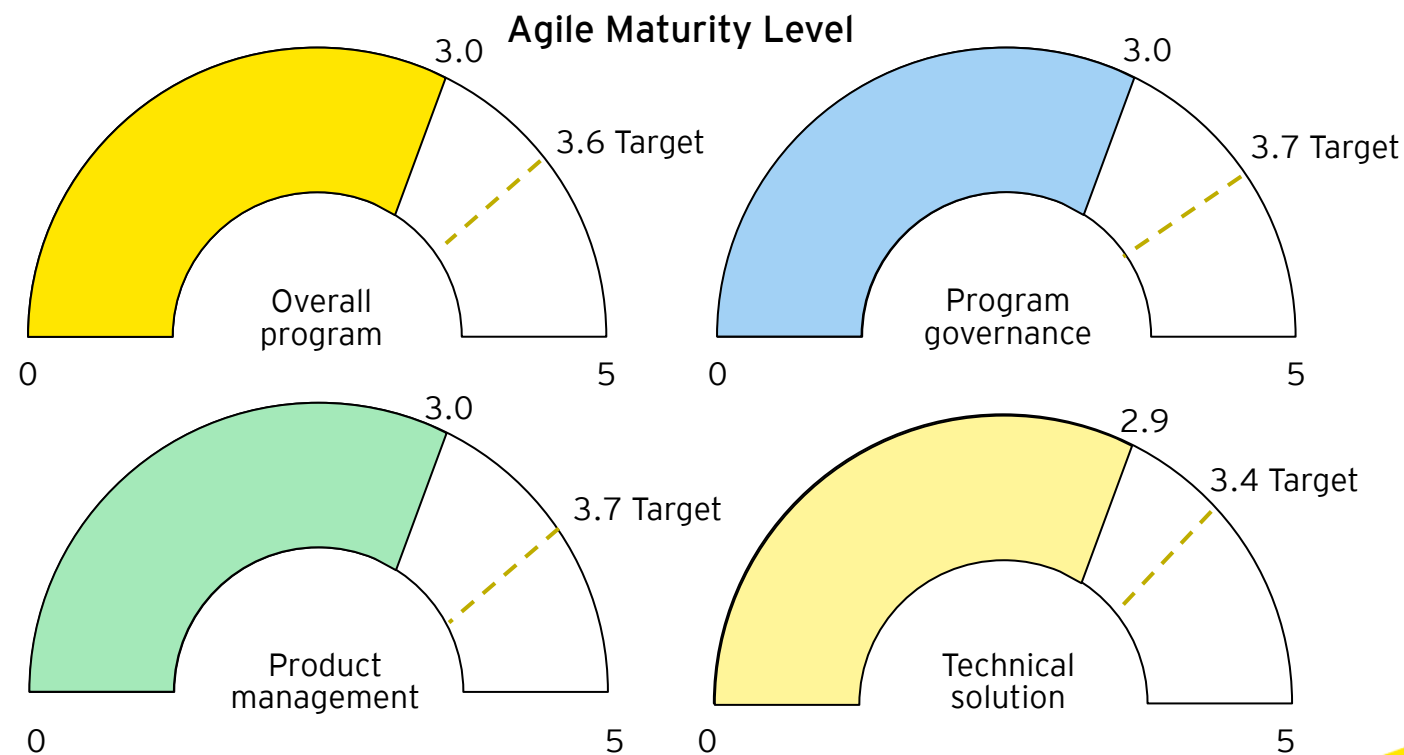 Agile Maturity Level
3.0
3.6 Target
Overall
program
0
5
3.0
3.7 Target
Program
governance
0
5
3.0
3.7 Target
Product
management
0
5
2.9
3.4 Target
Technical
solution
0
5